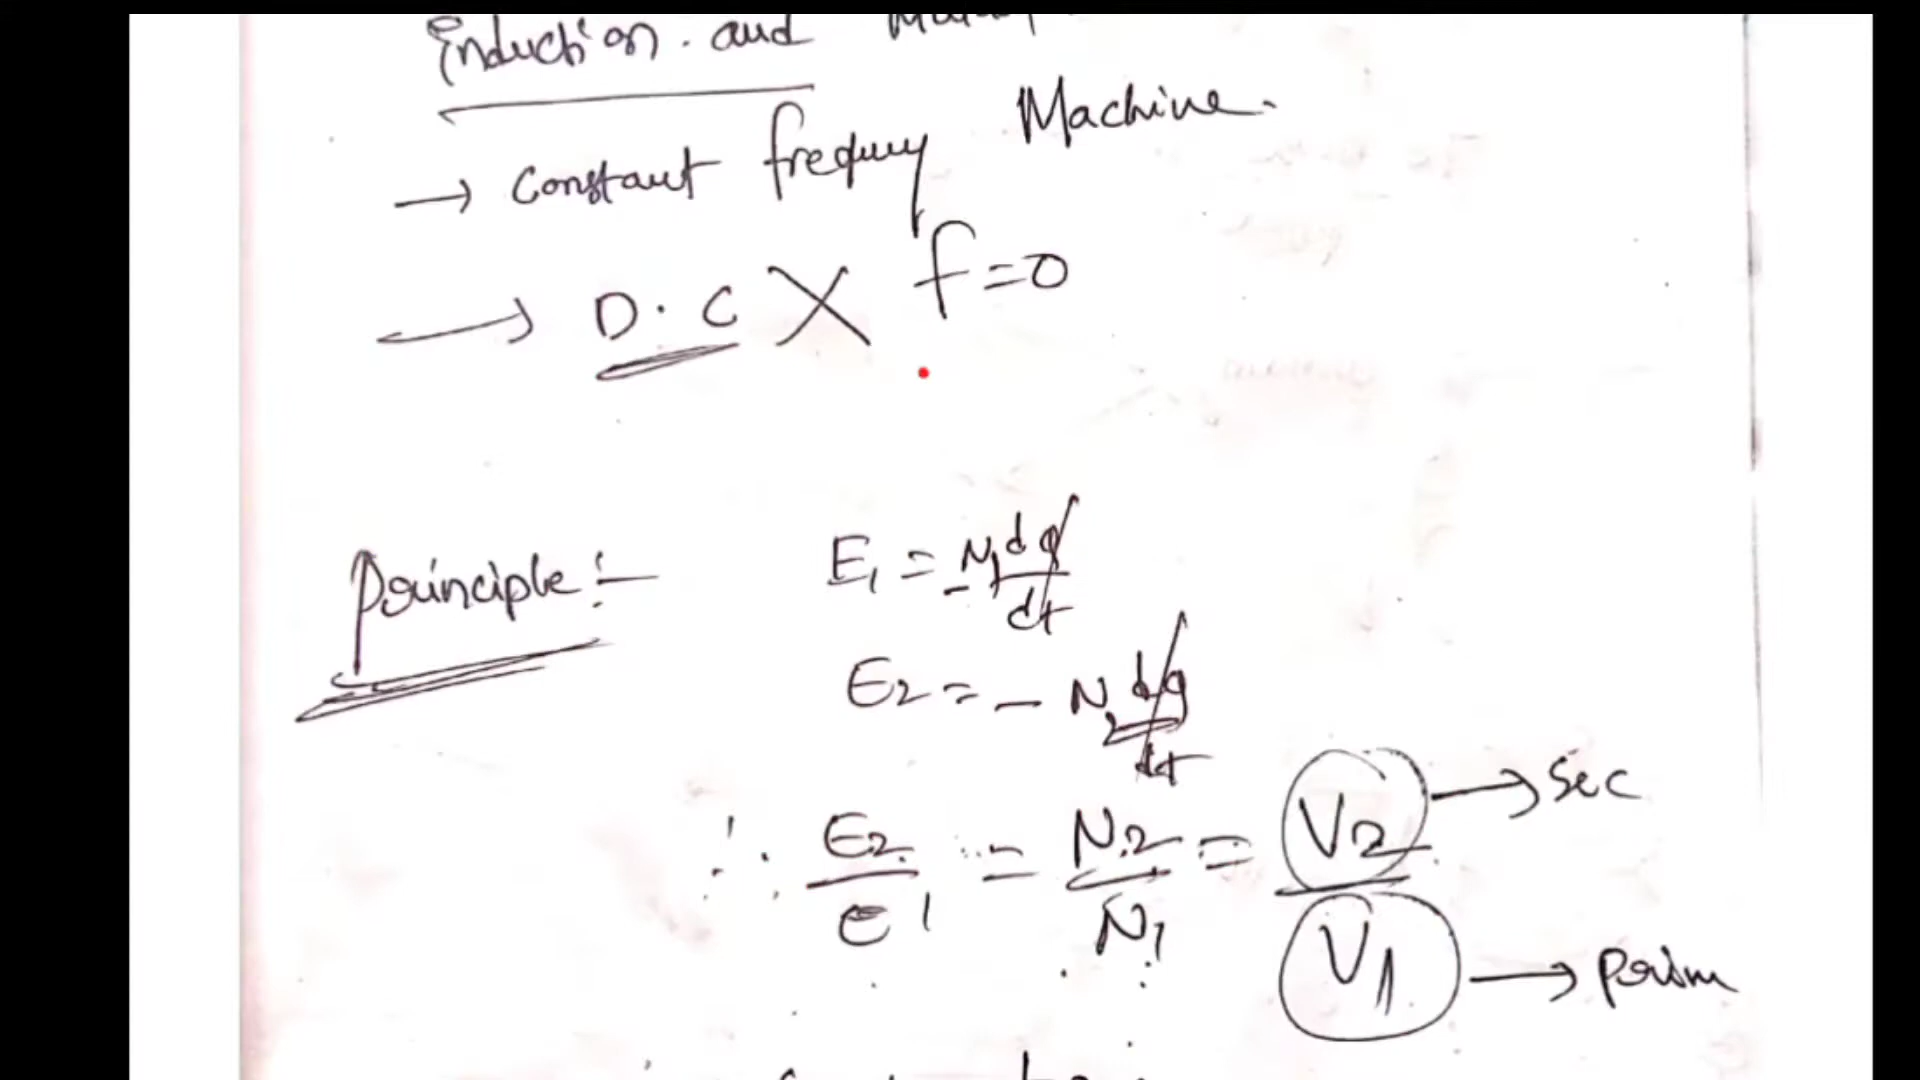 Induction and
→ Constant frequency Machine.
→ D.C X f=0
Principle :-
E₁ = -N₁ dφ/dt
E₂ = - N₂ dφ/dt
∴ E₂/E₁ = N₂/N₁ = V₂/V₁
→ Sec
→ prim